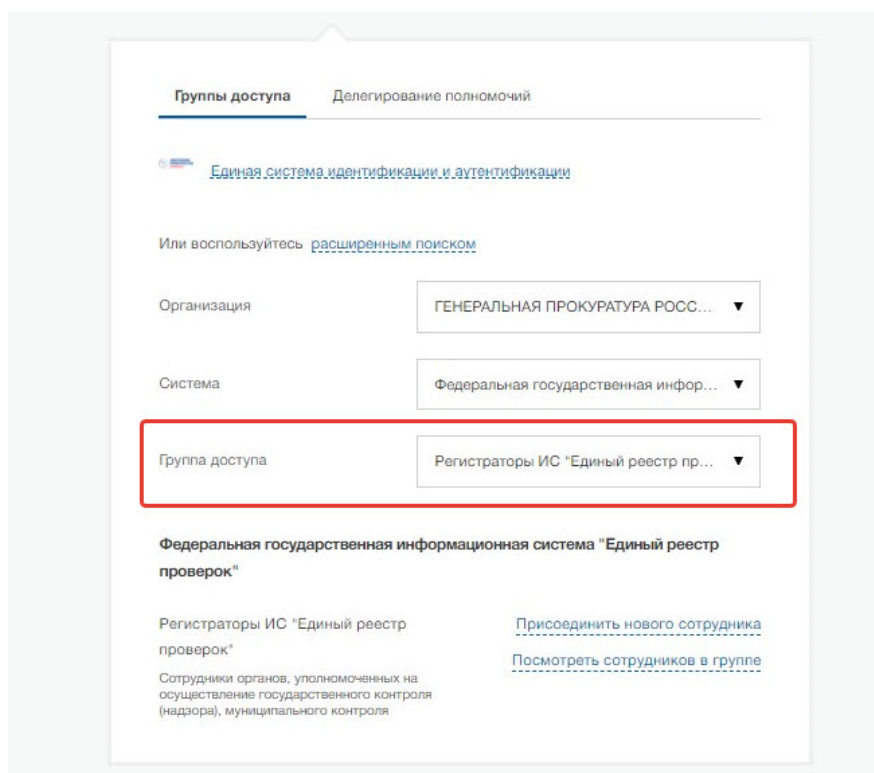 Группы доступа
Делегирование полномочий
Единая система идентификации и аутентификации
Или воспользуйтесь расширенным поиском
Организация
ГЕНЕРАЛЬНАЯ ПРОКУРАТУРА РОСС... ▼
Система
Федеральная государственная инфор... ▼
Группа доступа
Регистраторы ИС "Единый реестр пр... ▼
Федеральная государственная информационная система "Единый реестр
проверок"
Регистраторы ИС "Единый реестр
проверок"
Сотрудники органов, уполномоченных на
осуществление государственного контроля
(надзора), муниципального контроля
Присоединить нового сотрудника
Посмотреть сотрудников в группе